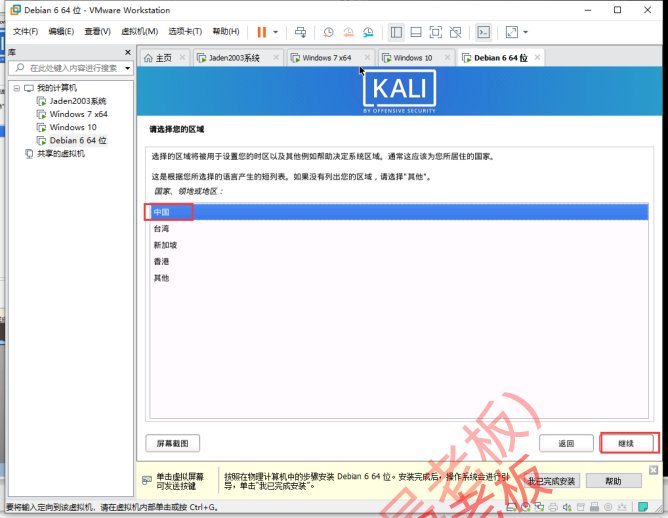 Debian 6 64 位 - VMware Workstation
文件(F) 编辑(E) 查看(V) 虚拟机(M) 选项卡(T) 帮助(H)
库
在此处键入内容进行搜索
我的计算机
Jaden2003系统
Windows 7 x64
Windows 10
Debian 6 64 位
共享的虚拟机
主页 Jaden2003系统 Windows 7 x64 Windows 10 Debian 6 64 位
KALI
BY OFFENSIVE SECURITY
请选择您的区域
选择的区域将被用于设置您的时区以及其他例如帮助决定系统区域。通常这应该为您所居住的国家。
这是根据您所选择的语言产生的短列表。如果没有列出您的区域，请选择"其他"。
国家、领地或地区：
中国
台湾
新加坡
香港
其他
屏幕截图 返回 继续
单击虚拟屏幕
可发送按键
按照在物理计算机中的步骤安装 Debian 6 64 位。安装完成后，操作系统会进行引
导，单击"我已完成安装"。
我已完成安装 帮助
要将输入定向到该虚拟机，请在虚拟机内部单击或按 Ctrl+G。
老板)
老板